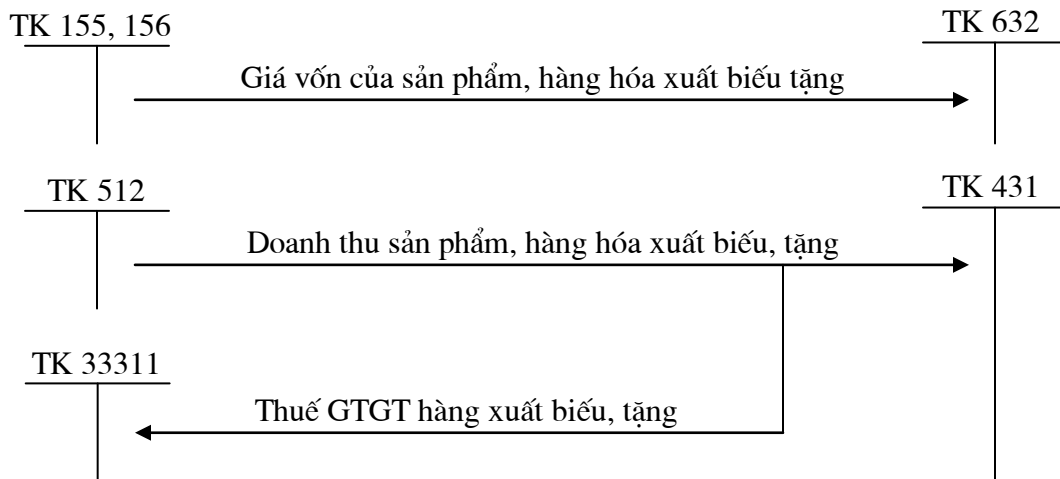 TK 155, 156
TK 632
Giá vốn của sản phẩm, hàng hóa xuất biếu tặng
TK 512
TK 431
Doanh thu sản phẩm, hàng hóa xuất biếu, tặng
TK 33311
Thuế GTGT hàng xuất biếu, tặng